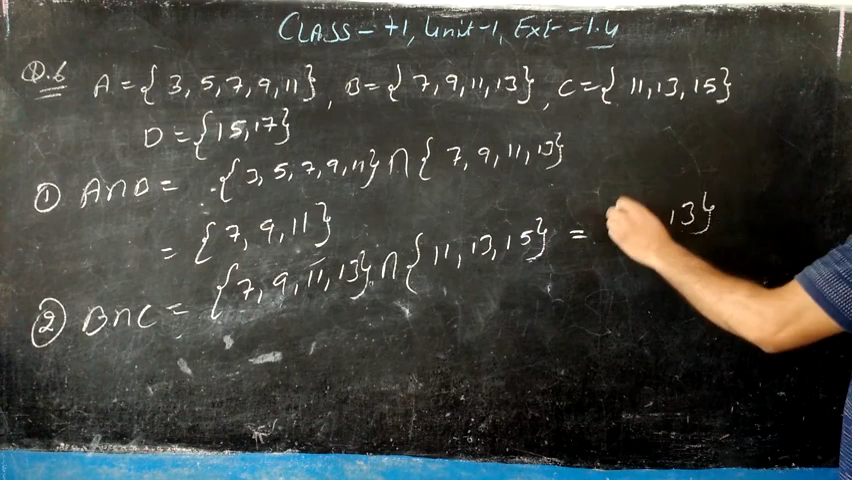 CLASS - +1, Unit-1, Ex:- -1.4
Q.6 A = { 3, 5, 7, 9, 11} , B = { 7, 9, 11, 13} , C = { 11, 13, 15}
D = {15, 17}
① A∩B = {3, 5, 7, 9, 11} ∩ { 7, 9, 11, 13}
= {7, 9, 11}
② B∩C = {7, 9, 11, 13} ∩ {11, 13, 15} = , 13}